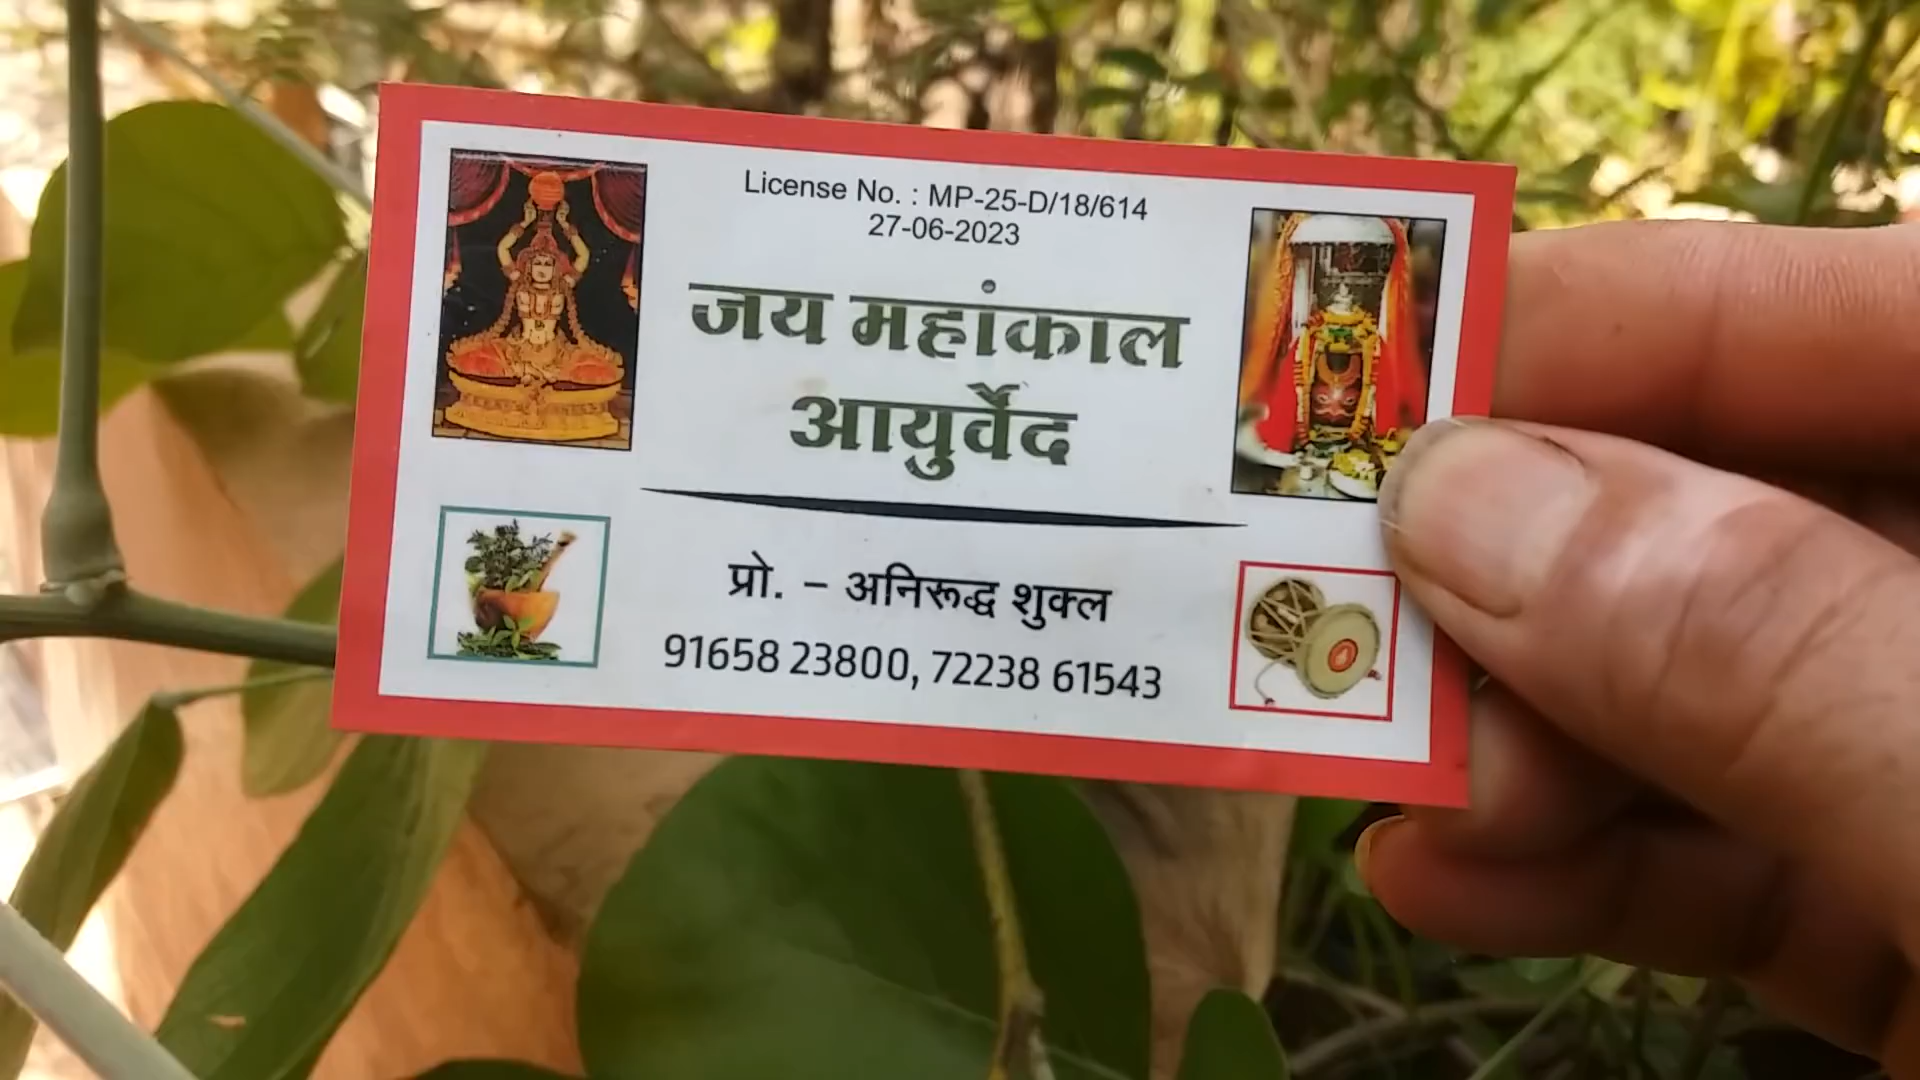 License No. : MP-25-D/18/614
27-06-2023
जय महांकाल
आयुर्वेद
प्रो. – अनिरूद्ध शुक्ल
91658 23800, 72238 61543